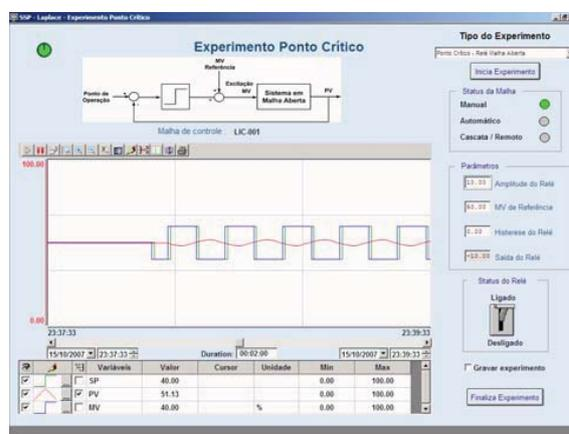 SSP - Laplace - Experimento Ponto Crítico
Experimento Ponto Crítico
MV
Referência
Excitação
MV
PV
Ponto de
Operação
Sistema em
Malha Aberta
Malha de controle : LIC-001
100.00
0.00
23:37:33
23:39:33
15/10/2007
23:37:33
Duration:
00:02:00
15/10/2007
23:39:33
Variáveis Valor Cursor Unidade Min Max
SP 40.00 0.00 100.00
PV 51.13 0.00 100.00
MV 40.00 % 0.00 100.00
Tipo do Experimento
Ponto Crítico - Relé Malha Aberta
Inicia Experimento
Status da Malha
Manual
Automático
Cascata / Remoto
Parâmetros
10.00 Amplitude do Relé
MV de Referência
0.00 Histerese do Relé
-10.00 Saída do Relé
Status do Relé
Ligado
Desligado
Gravar experimento
Finaliza Experimento